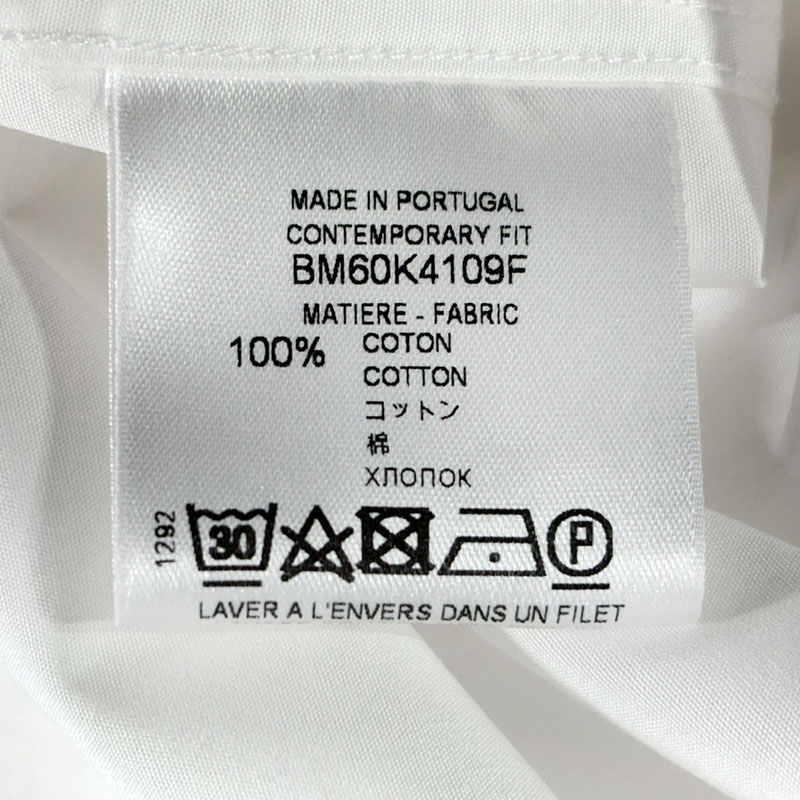 MADE IN PORTUGAL
CONTEMPORARY FIT
BM60K4109F
MATIERE - FABRIC
100% COTON
COTTON
コットン
棉
ХЛОПОК
1292
30
P
LAVER A L'ENVERS DANS UN FILET